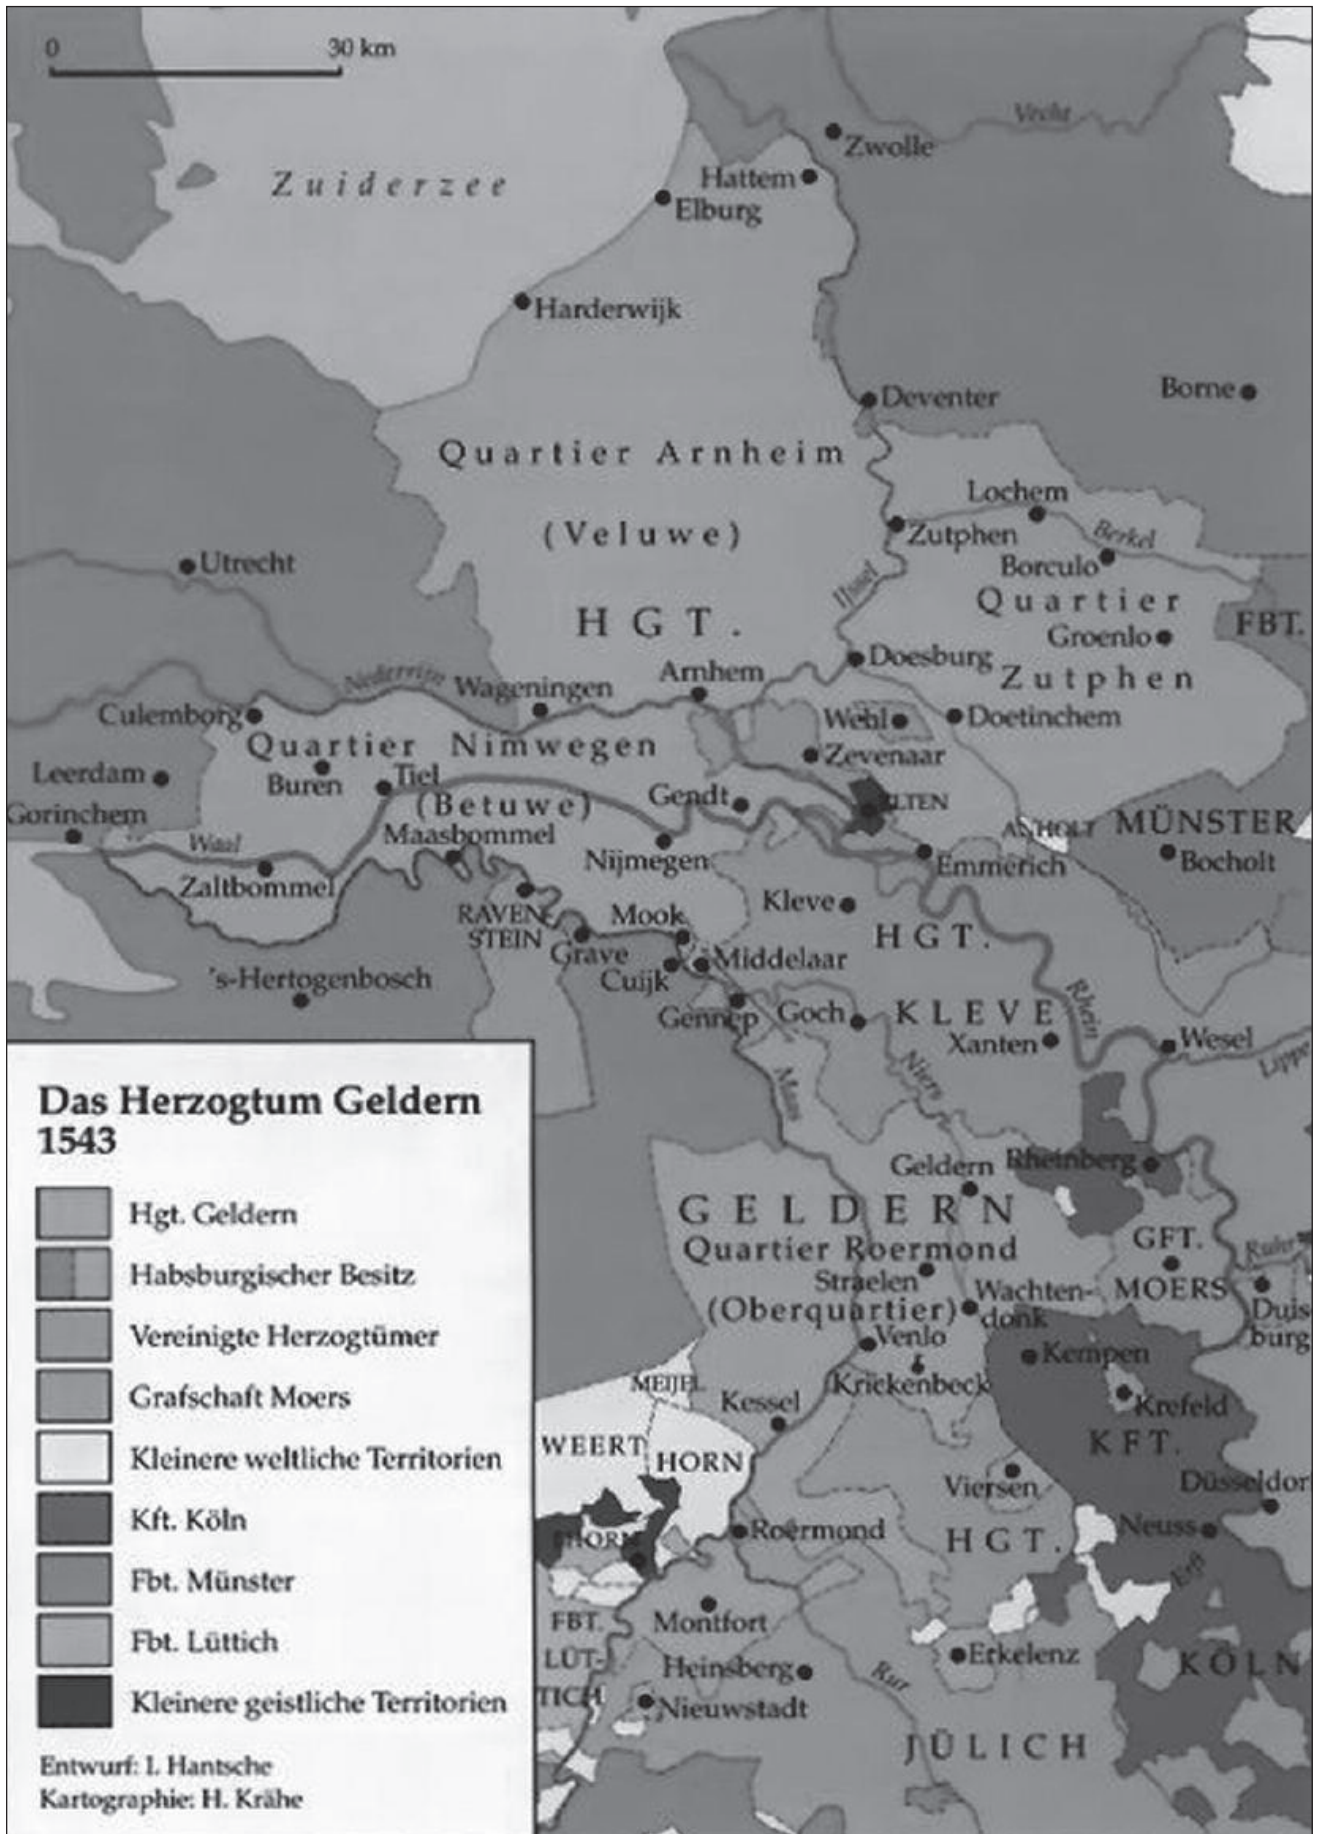 0 30 km
Vecht
Zwolle
Zuiderzee
Hattem
Elburg
Harderwijk
Deventer
Borne
Quartier Arnheim
Lochem
(Veluwe)
Zutphen
Berkel
Utrecht
Borculo
IJssel
Quartier
HGT.
Groenlo
FBT.
Doesburg
Zutphen
Nederrijn
Wageningen
Arnhem
Culemborg
Wehl
Doetinchem
Quartier Nimwegen
Zevenaar
Leerdam
Buren
Tiel
(Betuwe)
Gendt
ELTEN
Gorinchem
Waal
Maasbommel
ANHOLT
MÜNSTER
Nijmegen
Emmerich
Bocholt
Zaltbommel
Kleve
RAVEN-
STEIN
Mook
HGT.
Grave
Cuijk
Middelaar
's-Hertogenbosch
Rhein
Gennep
Goch
KLEVE
Xanten
Wesel
Lippe
Niers
Maas
Geldern
Rheinberg
GELDERN
Quartier Roermond
GFT.
Ruhr
Straelen
MOERS
(Oberquartier)
Wachten-
donk
Duis-
burg
Venlo
Kempen
MEIJEL
Krickenbeck
Kessel
Krefeld
WEERT
HORN
KFT.
Viersen
Düsseldorf
THORN
Roermond
HGT.
Neuss
Erft
FBT.
LÜT-
TICH
Montfort
Erkelenz
KÖLN
Heinsberg
Rur
Nieuwstadt
JÜLICH
Das Herzogtum Geldern
1543
Hgt. Geldern
Habsburgischer Besitz
Vereinigte Herzogtümer
Grafschaft Moers
Kleinere weltliche Territorien
Kft. Köln
Fbt. Münster
Fbt. Lüttich
Kleinere geistliche Territorien
Entwurf: I. Hantsche
Kartographie: H. Krähe